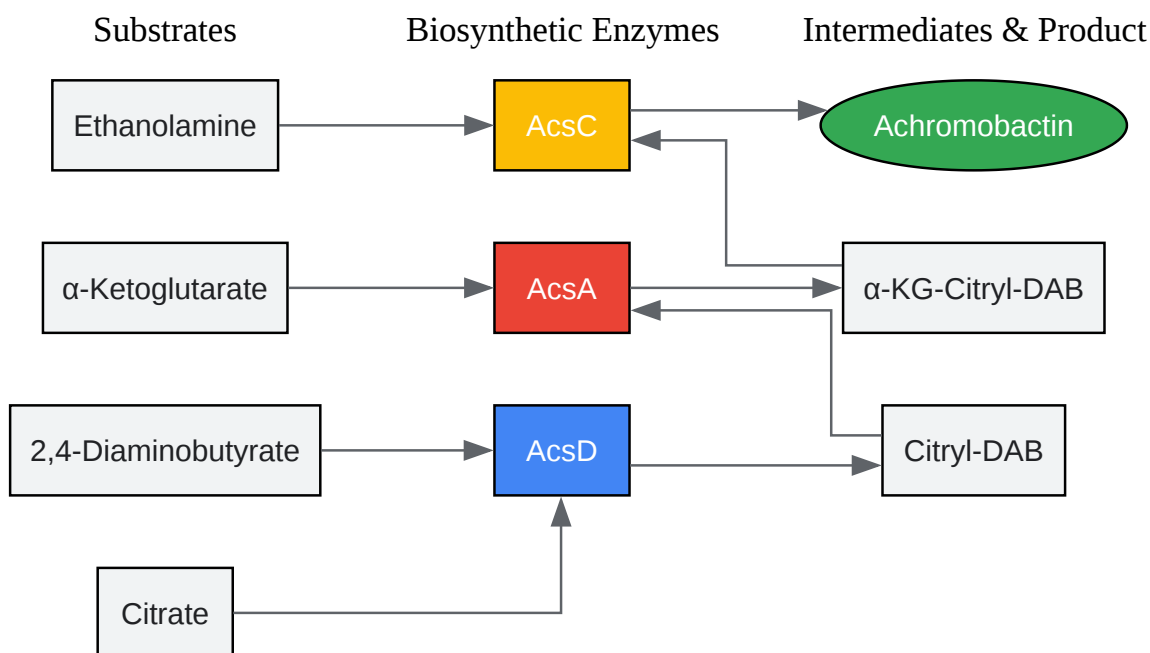 Substrates
Biosynthetic Enzymes
Intermediates & Product
Ethanolamine
AcsC
Achromobactin
α-Ketoglutarate
AcsA
α-KG-Citryl-DAB
2,4-Diaminobutyrate
AcsD
Citryl-DAB
Citrate